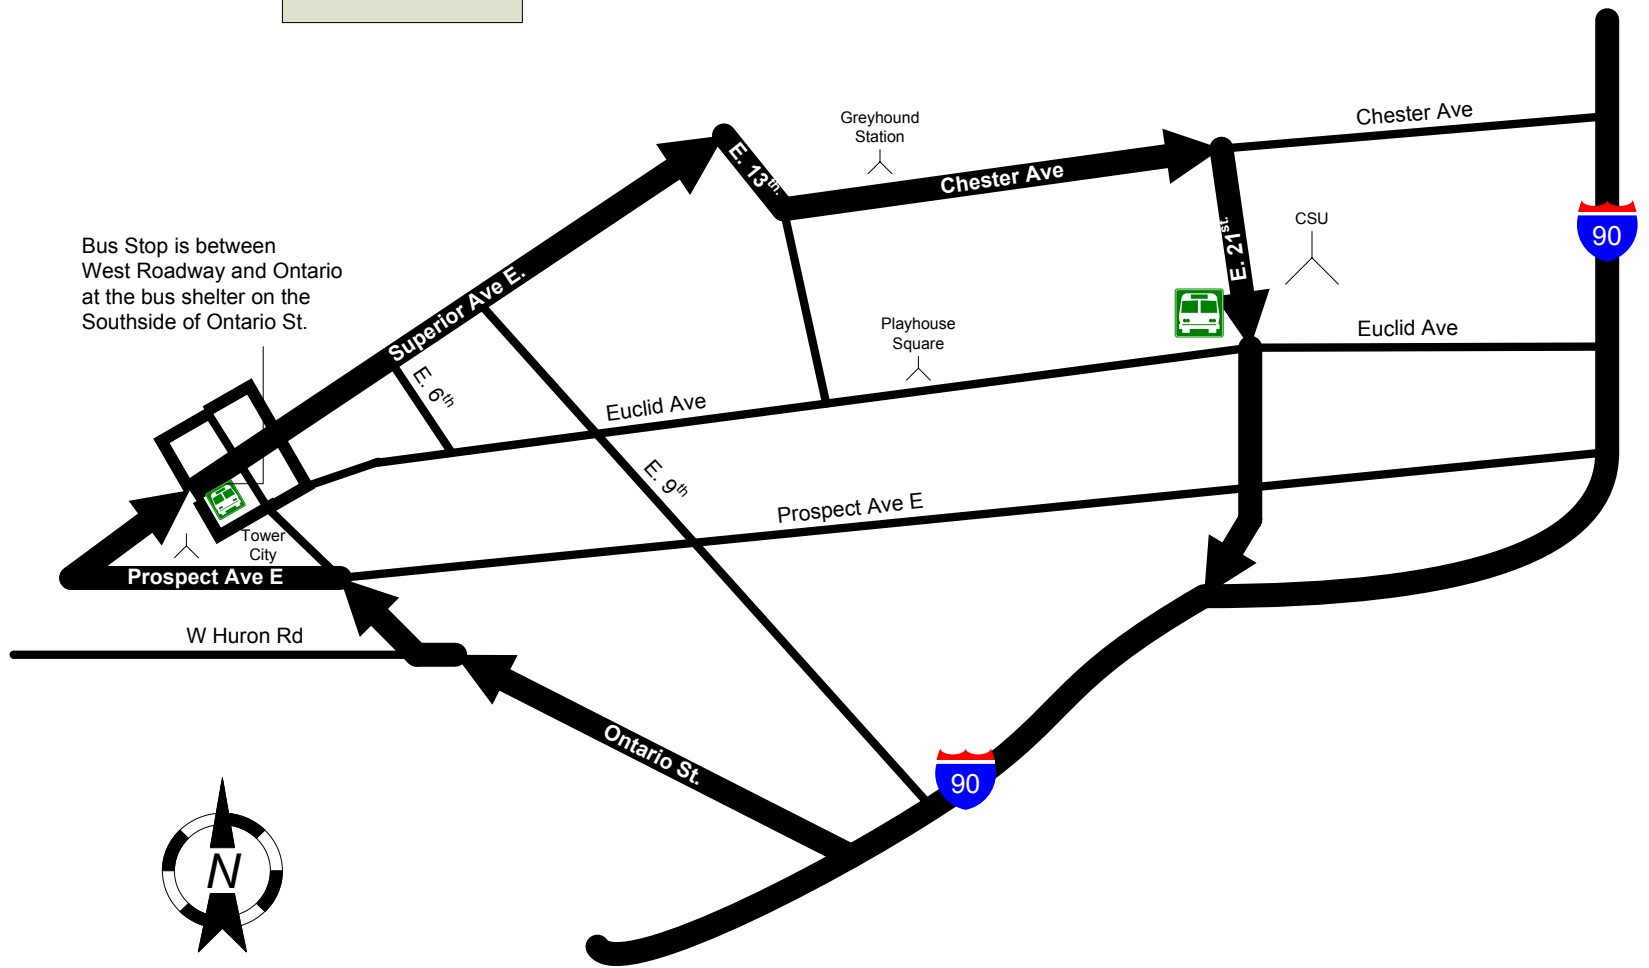 Chester Ave
Greyhound
Station
E. 13th.
Chester Ave
90
CSU
E. 21st.
Bus Stop is between
West Roadway and Ontario
at the bus shelter on the
Southside of Ontario St.
Superior Ave E.
Playhouse
Square
Euclid Ave
E. 6th
Euclid Ave
E. 9th
Prospect Ave E
Tower
City
Prospect Ave E
W Huron Rd
Ontario St.
90
N